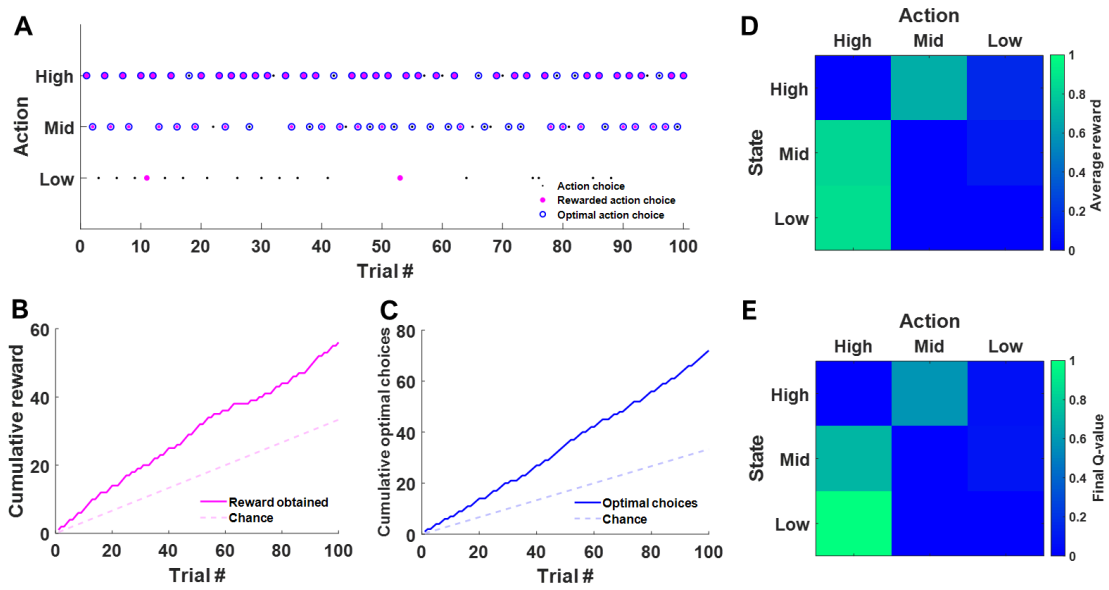 A
High
Mid
Low
Action
Action choice
Rewarded action choice
Optimal action choice
0 10 20 30 40 50 60 70 80 90 100
Trial #
B
60
40
20
0
Cumulative reward
Reward obtained
Chance
0 20 40 60 80 100
Trial #
C
80
60
40
20
0
Cumulative optimal choices
Optimal choices
Chance
0 20 40 60 80 100
Trial #
D
Action
High Mid Low
High
Mid
Low
State
1
0.8
0.6
0.4
0.2
0
Average reward
E
Action
High Mid Low
High
Mid
Low
State
1
0.8
0.6
0.4
0.2
0
Final Q-value